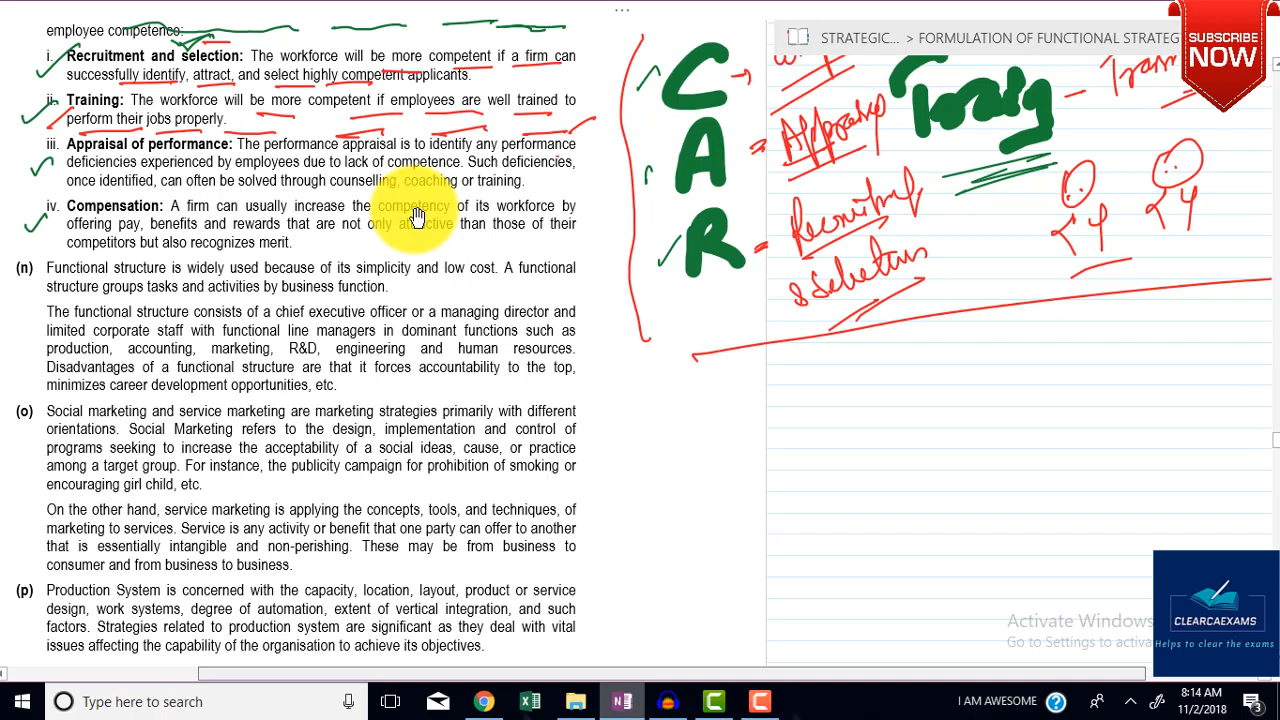 employee competence:
i. Recruitment and selection: The workforce will be more competent if a firm can
successfully identify, attract, and select highly competent applicants.
ii. Training: The workforce will be more competent if employees are well trained to
perform their jobs properly.
iii. Appraisal of performance: The performance appraisal is to identify any performance
deficiencies experienced by employees due to lack of competence. Such deficiencies,
once identified, can often be solved through counselling, coaching or training.
iv. Compensation: A firm can usually increase the competency of its workforce by
offering pay, benefits and rewards that are not only attractive than those of their
competitors but also recognizes merit.
(n) Functional structure is widely used because of its simplicity and low cost. A functional
structure groups tasks and activities by business function.
The functional structure consists of a chief executive officer or a managing director and
limited corporate staff with functional line managers in dominant functions such as
production, accounting, marketing, R&D, engineering and human resources.
Disadvantages of a functional structure are that it forces accountability to the top,
minimizes career development opportunities, etc.
(o) Social marketing and service marketing are marketing strategies primarily with different
orientations. Social Marketing refers to the design, implementation and control of
programs seeking to increase the acceptability of a social ideas, cause, or practice
among a target group. For instance, the publicity campaign for prohibition of smoking or
encouraging girl child, etc.
On the other hand, service marketing is applying the concepts, tools, and techniques, of
marketing to services. Service is any activity or benefit that one party can offer to another
that is essentially intangible and non-perishing. These may be from business to
consumer and from business to business.
(p) Production System is concerned with the capacity, location, layout, product or service
design, work systems, degree of automation, extent of vertical integration, and such
factors. Strategies related to production system are significant as they deal with vital
issues affecting the capability of the organisation to achieve its objectives.
C
A
R
= Recruitment
& Selection
STRATEGIC... > FORMULATION OF FUNCTIONAL STRATEG
SUBSCRIBE
NOW
Activate Windows
Go to Settings to activa
CLEARCAEXAMS
Helps to clear the exams
Type here to search
I AM AWESOME
8:14 AM
11/2/2018
3